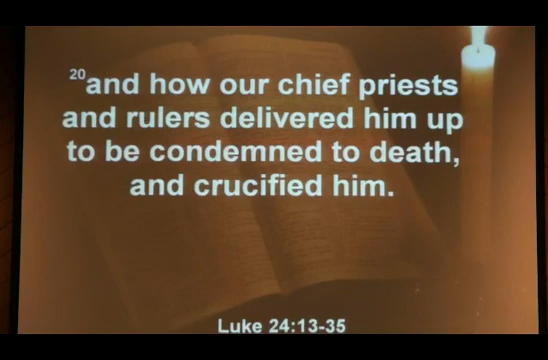 20and how our chief priests
and rulers delivered him up
to be condemned to death,
and crucified him.
Luke 24:13-35